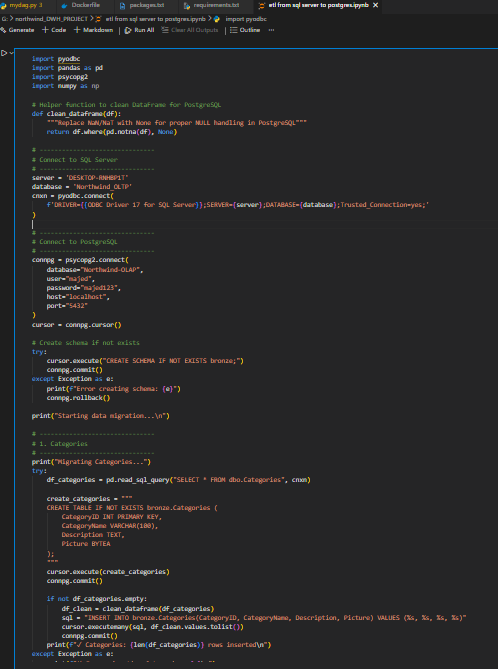 mydag.py 3 Dockerfile packages.txt requirements.txt etl from sql server to postgres.ipynb ×
G: > northwind_DWH_PROJECT > etl from sql server to postgres.ipynb > import pyodbc
Generate + Code + Markdown | Run All Clear All Outputs | Outline ...
import pyodbc
import pandas as pd
import psycopg2
import numpy as np
# Helper function to clean DataFrame for PostgreSQL
def clean_dataframe(df):
"""Replace NaN/NaT with None for proper NULL handling in PostgreSQL"""
return df.where(pd.notna(df), None)
# -------------------------------
# Connect to SQL Server
# -------------------------------
server = 'DESKTOP-RNHBP1T'
database = 'Northwind_OLTP'
cnxn = pyodbc.connect(
f'DRIVER={{ODBC Driver 17 for SQL Server}};SERVER={server};DATABASE={database};Trusted_Connection=yes;'
)
# -------------------------------
# Connect to PostgreSQL
# -------------------------------
connpg = psycopg2.connect(
database="Northwind-OLAP",
user="majed",
password="majed123",
host="localhost",
port="5432"
)
cursor = connpg.cursor()
# Create schema if not exists
try:
cursor.execute("CREATE SCHEMA IF NOT EXISTS bronze;")
connpg.commit()
except Exception as e:
print(f"Error creating schema: {e}")
connpg.rollback()
print("Starting data migration...\n")
# -------------------------------
# 1. Categories
# -------------------------------
print("Migrating Categories...")
try:
df_categories = pd.read_sql_query("SELECT * FROM dbo.Categories", cnxn)
create_categories = """
CREATE TABLE IF NOT EXISTS bronze.Categories (
CategoryID INT PRIMARY KEY,
CategoryName VARCHAR(100),
Description TEXT,
Picture BYTEA
);
"""
cursor.execute(create_categories)
connpg.commit()
if not df_categories.empty:
df_clean = clean_dataframe(df_categories)
sql = "INSERT INTO bronze.Categories(CategoryID, CategoryName, Description, Picture) VALUES (%s, %s, %s, %s)"
cursor.executemany(sql, df_clean.values.tolist())
connpg.commit()
print(f"✓ Categories: {len(df_categories)} rows inserted\n")
except Exception as e: